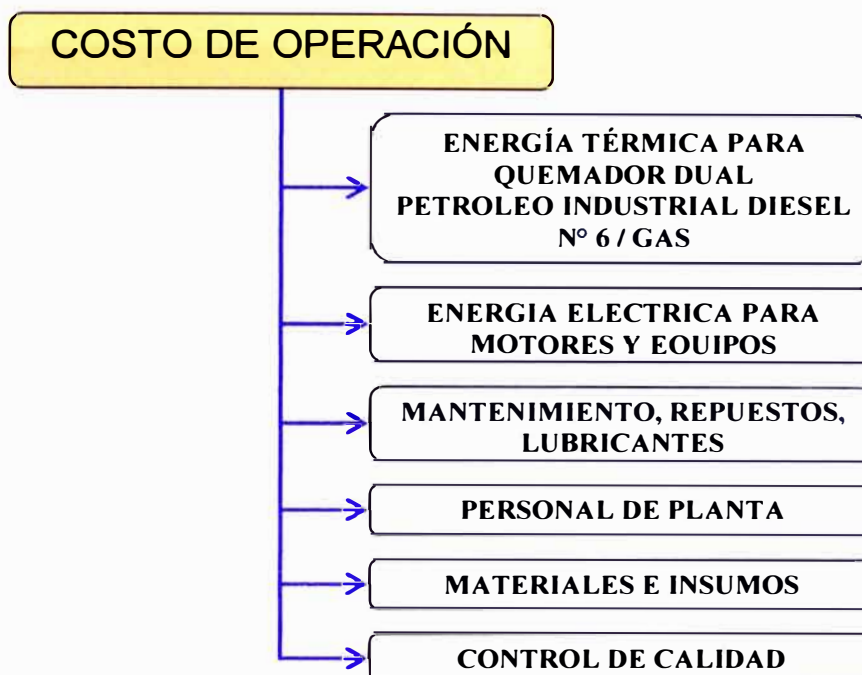 COSTO DE OPERACIÓN
ENERGÍA TÉRMICA PARA
QUEMADOR DUAL
PETROLEO INDUSTRIAL DIESEL
N° 6 / GAS
ENERGIA ELECTRICA PARA
MOTORES Y EOUIPOS
MANTENIMIENTO, REPUESTOS,
LUBRICANTES
PERSONAL DE PLANTA
MATERIALES E INSUMOS
CONTROL DE CALIDAD